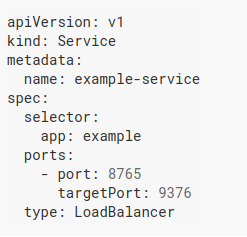 apiVersion: v1
kind: Service
metadata:
  name: example-service
spec:
  selector:
    app: example
  ports:
    - port: 8765
      targetPort: 9376
  type: LoadBalancer